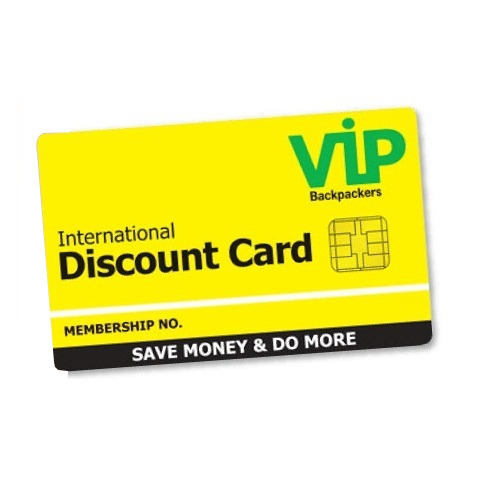 ViP
Backpackers
International
Discount Card
MEMBERSHIP NO.
SAVE MONEY & DO MORE